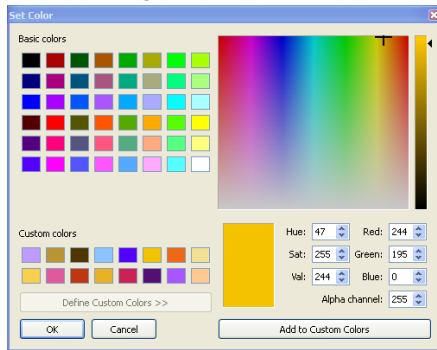 Set Color
Basic colors
Custom colors
Define Custom Colors >>
OK Cancel
Hue: 47 Red: 244
Sat: 255 Green: 195
Val: 244 Blue: 0
Alpha channel: 255
Add to Custom Colors